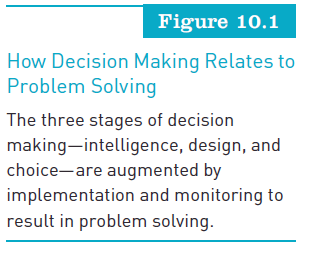 Figure 10.1
How Decision Making Relates to
Problem Solving
The three stages of decision
making—intelligence, design, and
choice—are augmented by
implementation and monitoring to
result in problem solving.